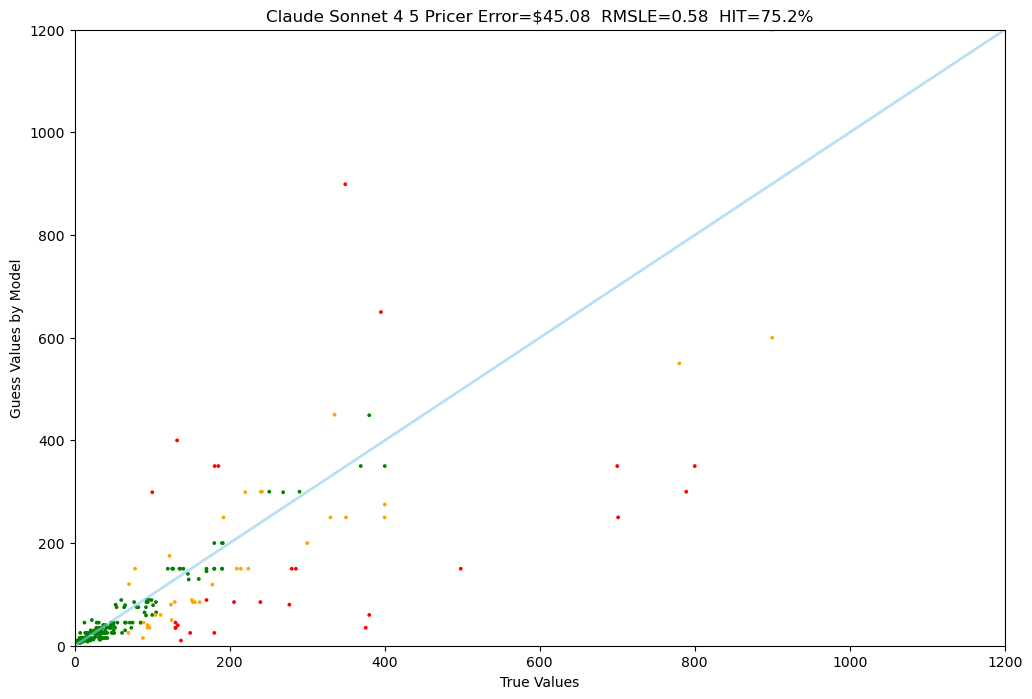 Claude Sonnet 4 5 Pricer Error=$45.08 RMSLE=0.58 HIT=75.2%
1200
1000
800
600
400
200
0
Guess Values by Model
0 200 400 600 800 1000 1200
True Values